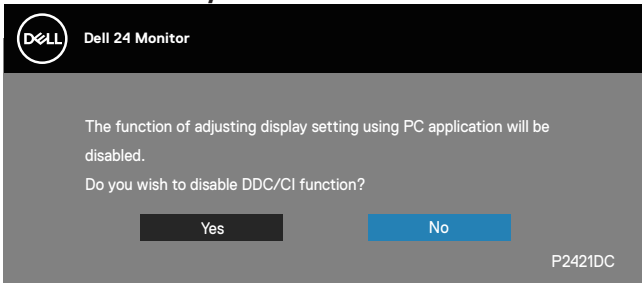 DELL Dell 24 Monitor
The function of adjusting display setting using PC application will be
disabled.
Do you wish to disable DDC/CI function?
Yes No
P2421DC